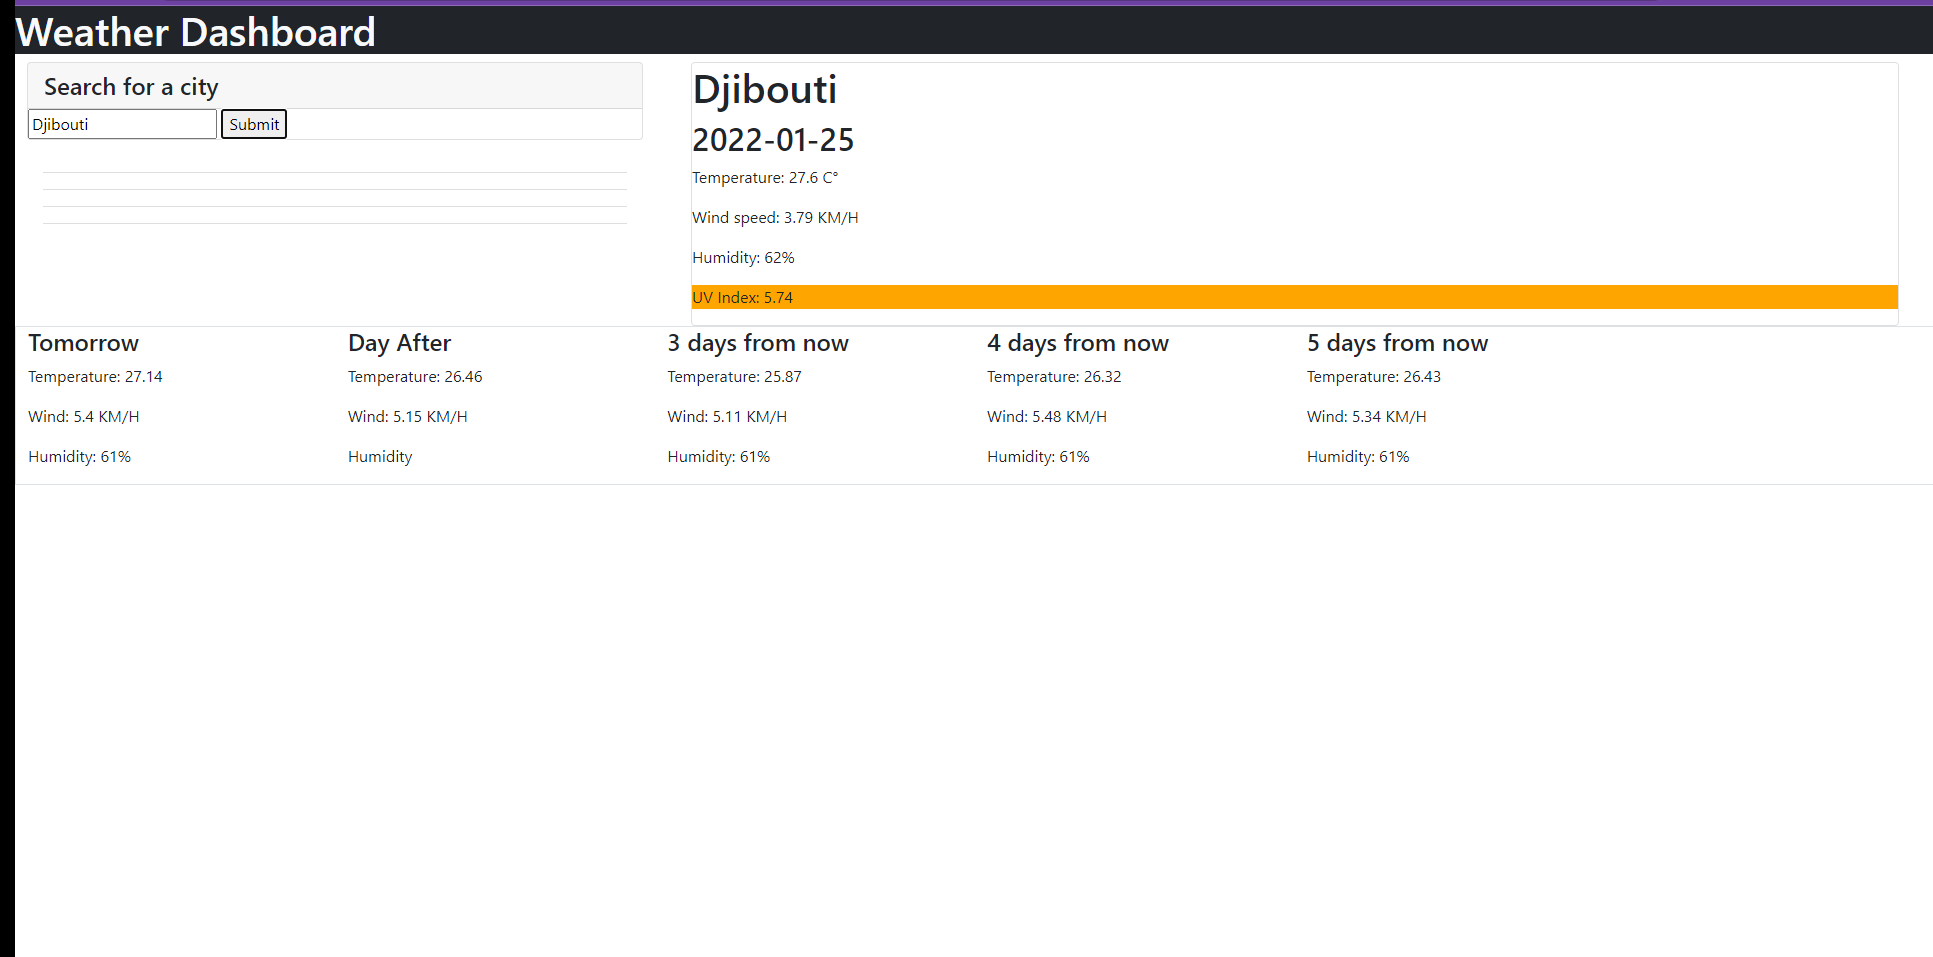 Weather Dashboard
Search for a city
Djibouti Submit
Djibouti
2022-01-25
Temperature: 27.6 C°
Wind speed: 3.79 KM/H
Humidity: 62%
UV Index: 5.74
Tomorrow
Temperature: 27.14
Wind: 5.4 KM/H
Humidity: 61%
Day After
Temperature: 26.46
Wind: 5.15 KM/H
Humidity
3 days from now
Temperature: 25.87
Wind: 5.11 KM/H
Humidity: 61%
4 days from now
Temperature: 26.32
Wind: 5.48 KM/H
Humidity: 61%
5 days from now
Temperature: 26.43
Wind: 5.34 KM/H
Humidity: 61%